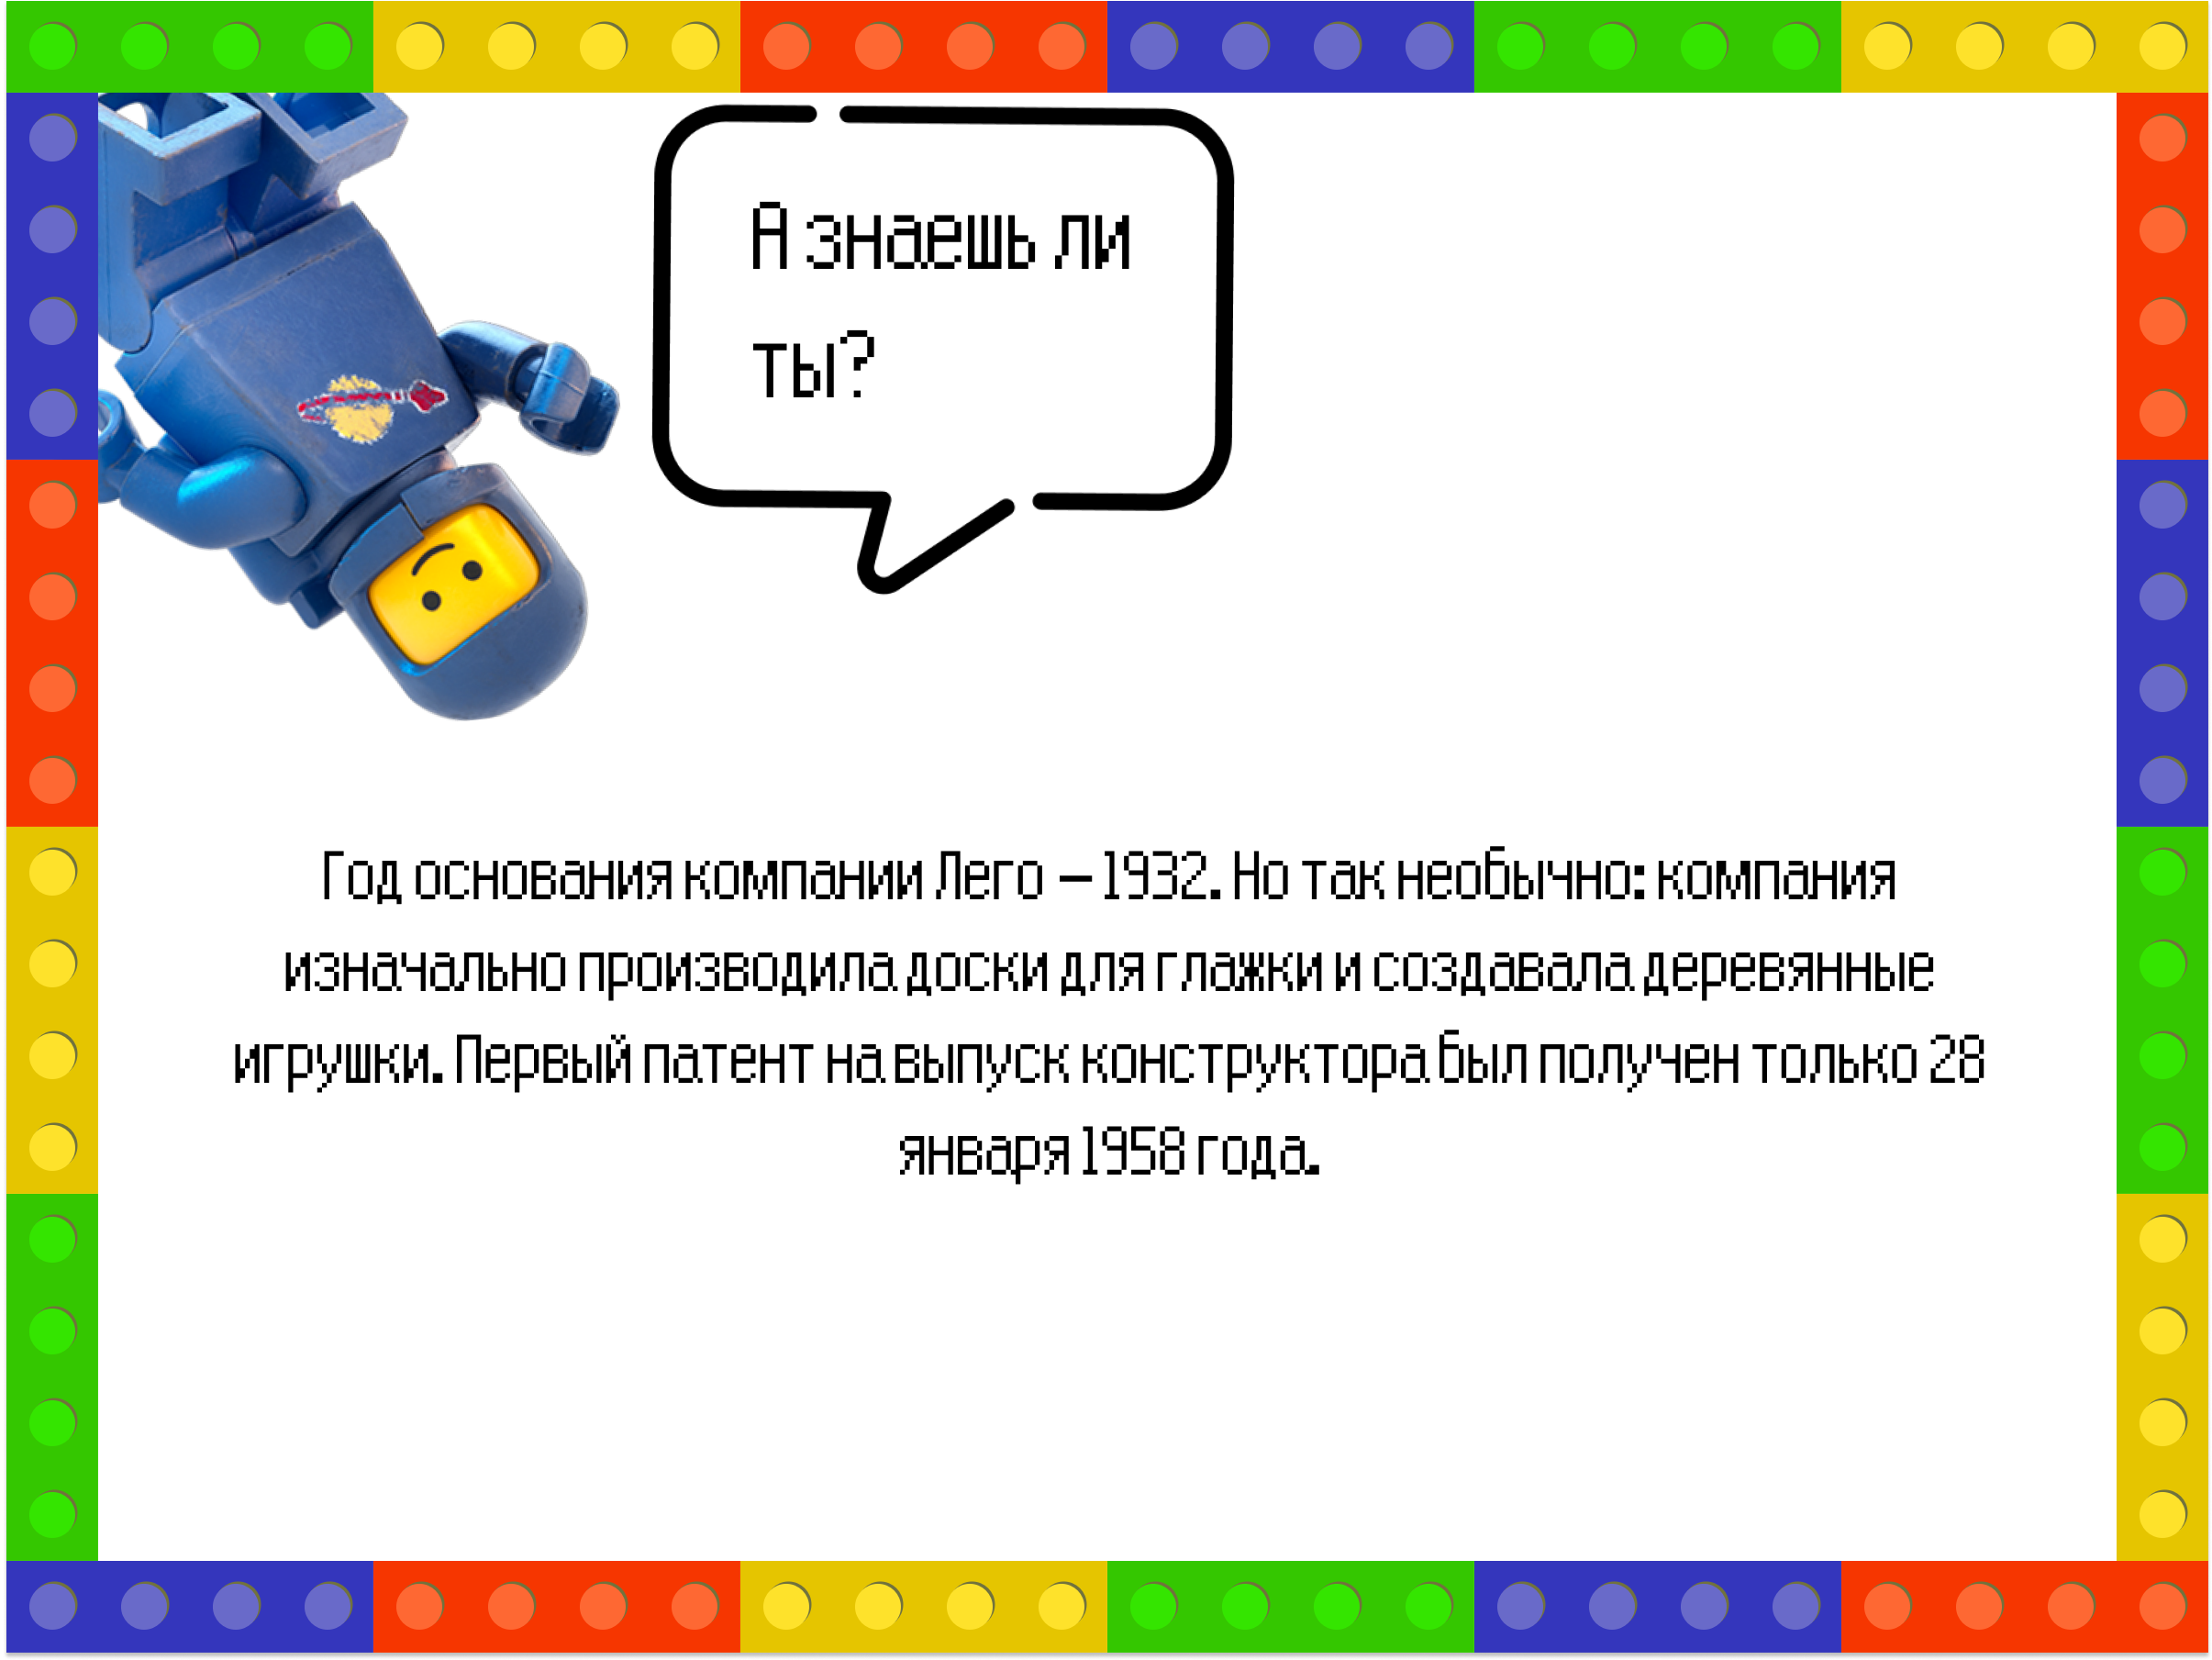 А знаешь ли
ты?
Год основания компании Лего – 1932. Но так необычно: компания
изначально производила доски для глажки и создавала деревянные
игрушки. Первый патент на выпуск конструктора был получен только 28
января 1958 года.